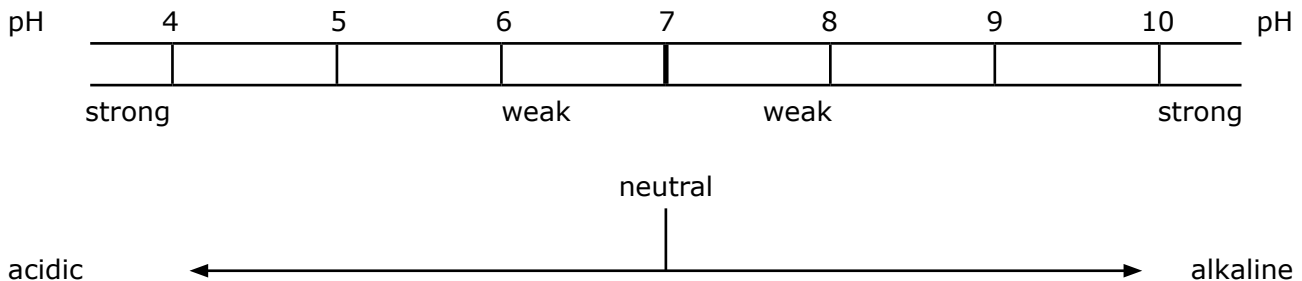 pH 4 5 6 7 8 9 10 pH
strong weak weak strong
neutral
acidic alkaline